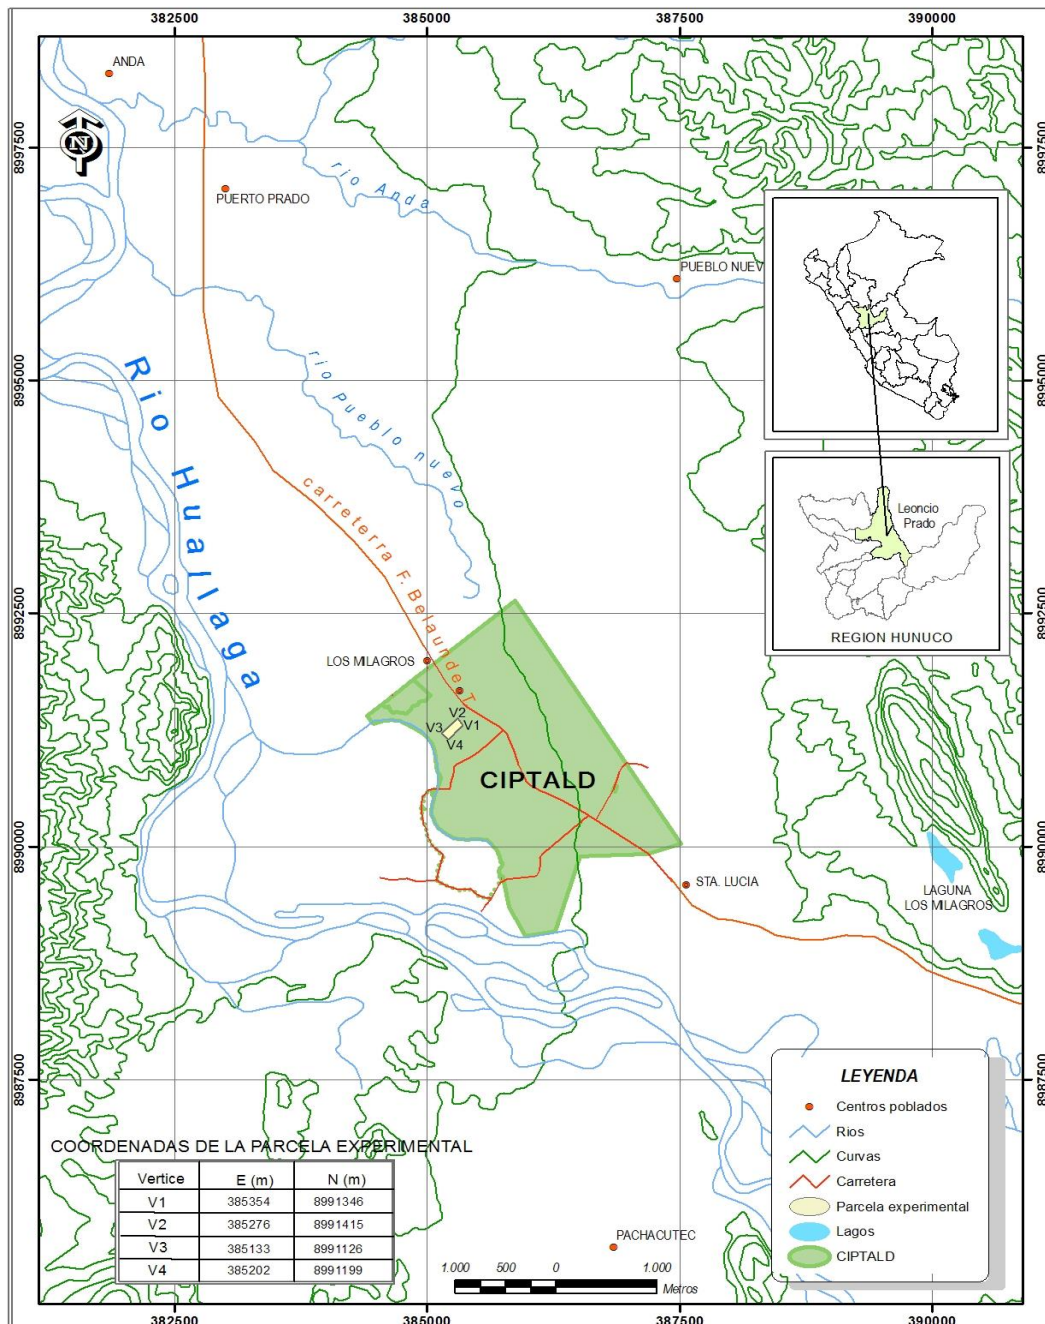 382500 385000 387500 390000
ANDA
N
8997500 8997500
rio Anda
PUERTO PRADO
PUEBLO NUEV
8995000 8995000
Rio Huallaga
rio Pueblo nuevo
carreterra F. Belaunde T.
Leoncio
Prado
REGION HUNUCO
8992500 8992500
LOS MILAGROS
V2
V3 V1
V4
CIPTALD
8990000 8990000
STA. LUCIA
LAGUNA
LOS MILAGROS
8987500 8987500
COORDENADAS DE LA PARCELA EXPERIMENTAL
Vertice E (m) N (m)
V1 385354 8991346
V2 385276 8991415
V3 385133 8991126
V4 385202 8991199
PACHACUTEC
1.000 500 0 1.000
Metros
LEYENDA
Centros poblados
Rios
Curvas
Carretera
Parcela experimental
Lagos
CIPTALD
382500 385000 387500 390000